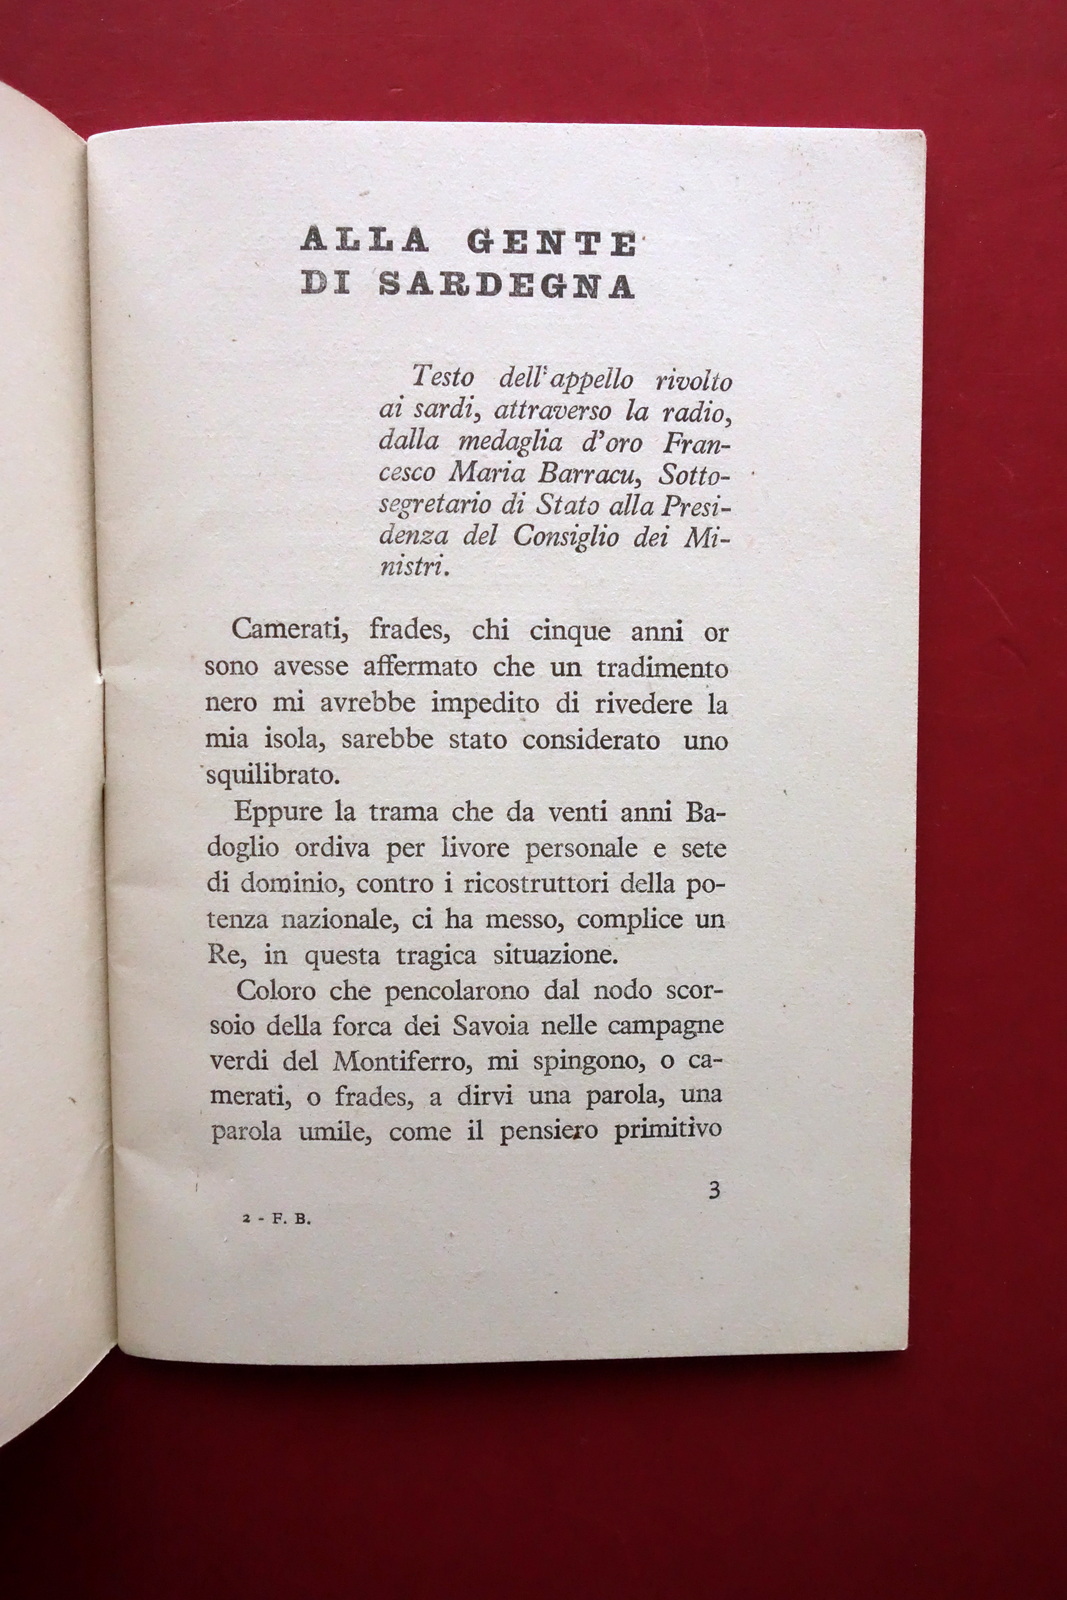 ALLA GENTE
DI SARDEGNA
Testo dell'appello rivolto
ai sardi, attraverso la radio,
dalla medaglia d'oro Fran-
cesco Maria Barracu, Sotto-
segretario di Stato alla Presi-
denza del Consiglio dei Mi-
nistri.
Camerati, frades, chi cinque anni or
sono avesse affermato che un tradimento
nero mi avrebbe impedito di rivedere la
mia isola, sarebbe stato considerato uno
squilibrato.
Eppure la trama che da venti anni Ba-
doglio ordiva per livore personale e sete
di dominio, contro i ricostruttori della po-
tenza nazionale, ci ha messo, complice un
Re, in questa tragica situazione.
Coloro che pencolarono dal nodo scor-
soio della forca dei Savoia nelle campagne
verdi del Montiferro, mi spingono, o ca-
merati, o frades, a dirvi una parola, una
parola umile, come il pensiero primitivo
3
2 - F. B.